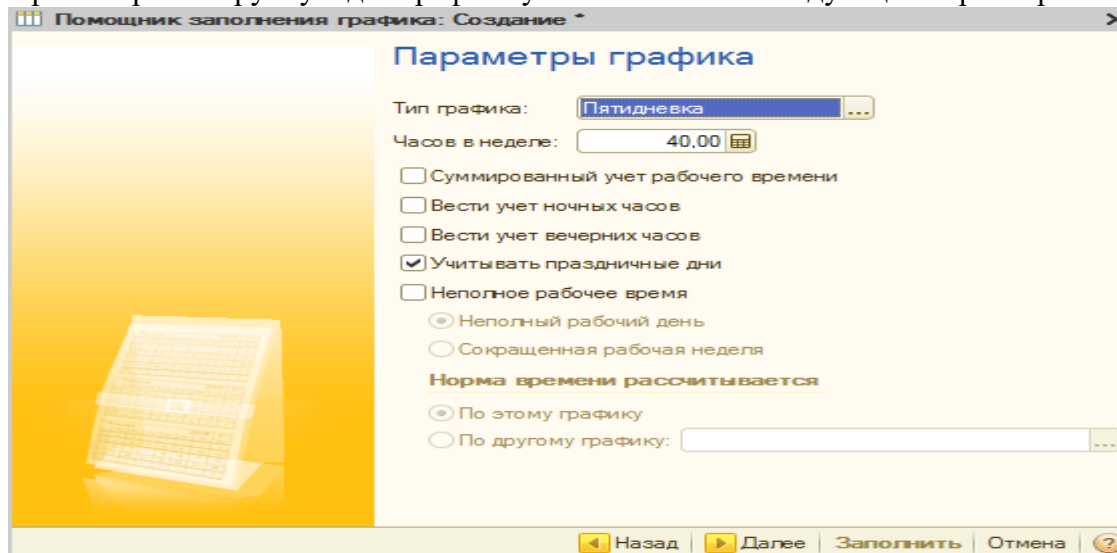 Помощник заполнения графика: Создание *
Параметры графика
Тип графика: Пятидневка ...
Часов в неделе: 40,00
Суммированный учет рабочего времени
Вести учет ночных часов
Вести учет вечерних часов
Учитывать праздничные дни
Неполное рабочее время
Неполный рабочий день
Сокращенная рабочая неделя
Норма времени рассчитывается
По этому графику
По другому графику: ...
Назад Далее Заполнить Отмена ?